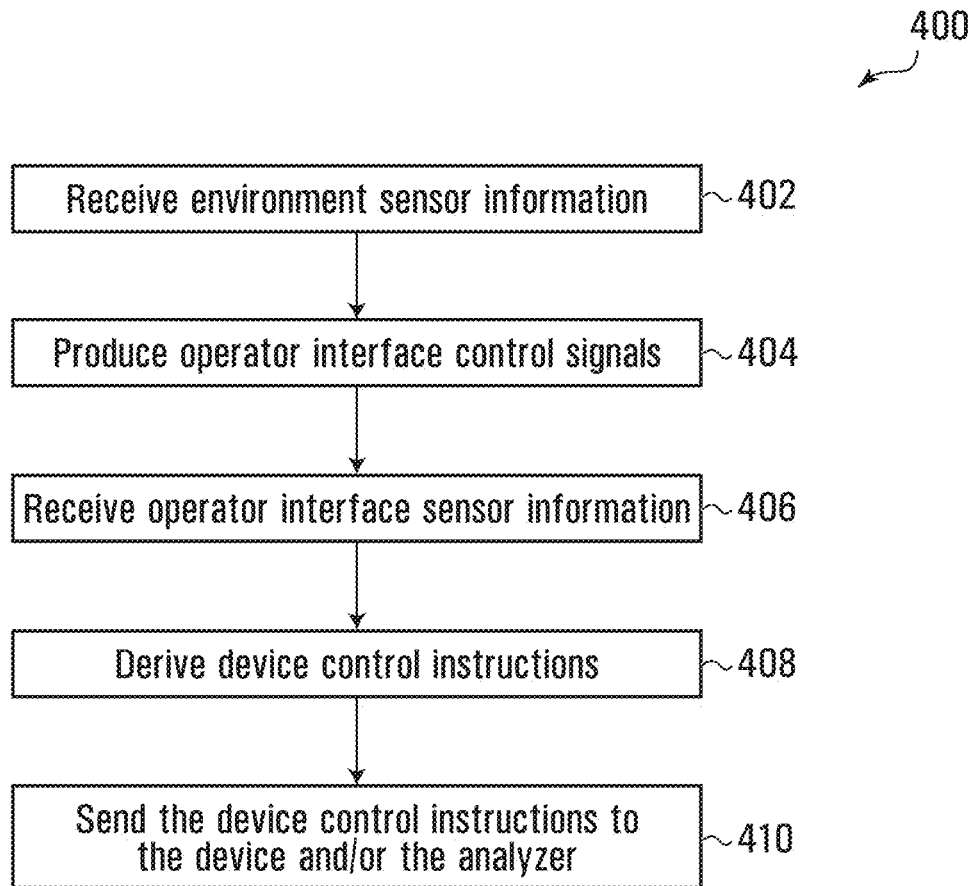 400
Receive environment sensor information
402
Produce operator interface control signals
404
Receive operator interface sensor information
406
Derive device control instructions
408
Send the device control instructions to
the device and/or the analyzer
410